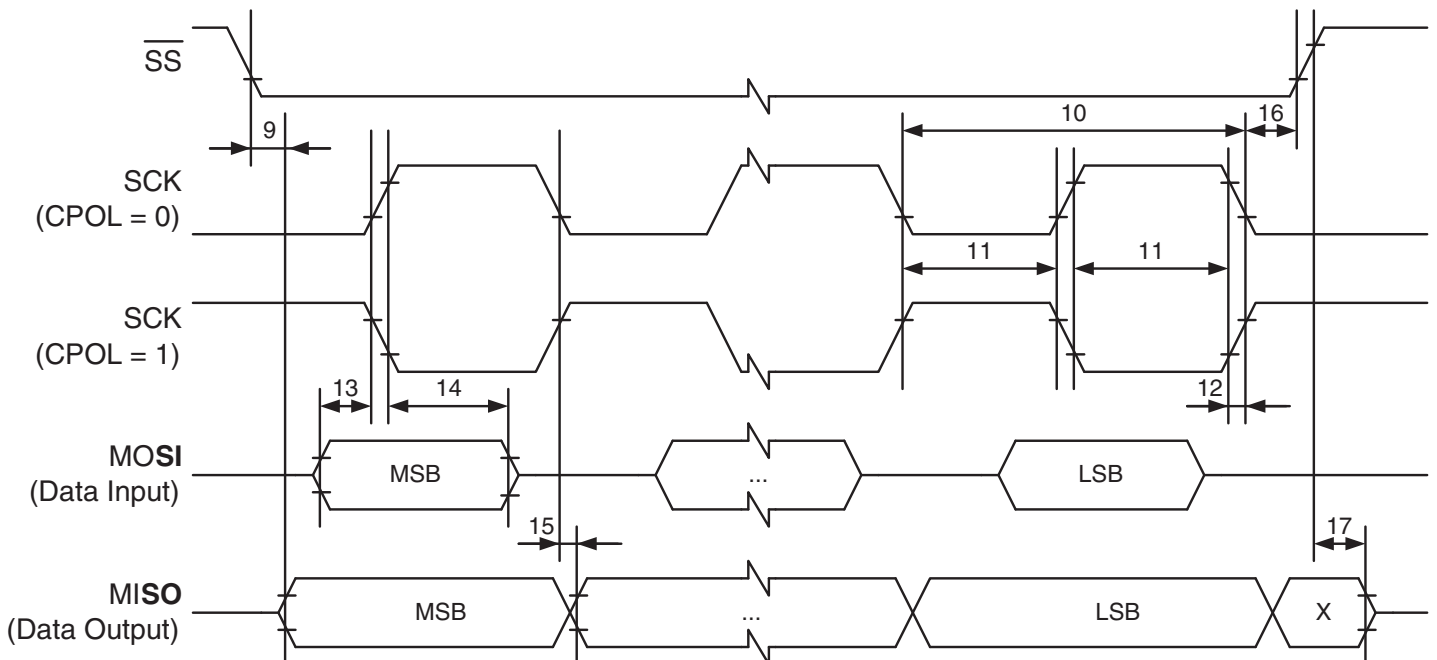 SS
9
10
16
SCK
(CPOL = 0)
11
11
SCK
(CPOL = 1)
13
14
12
MOSI
(Data Input)
MSB
...
LSB
15
17
MISO
(Data Output)
MSB
...
LSB
X